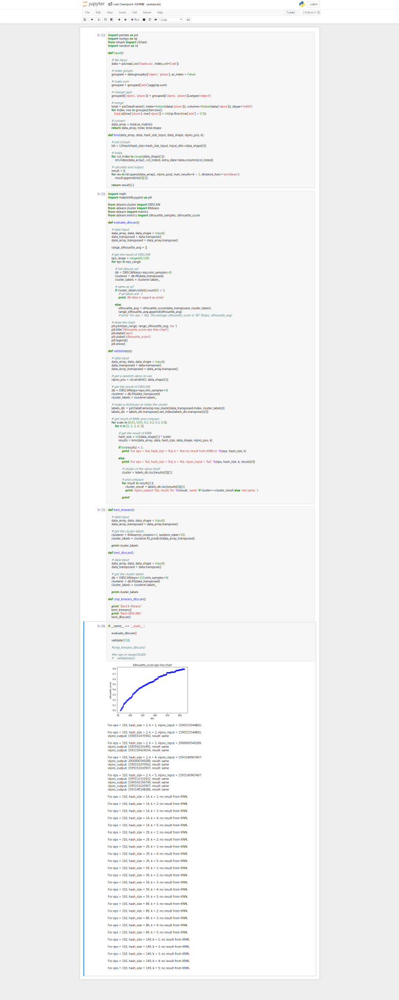 jupyter q3 Last Checkpoint: 6分钟前 (autosaved)
Logout
File Edit View Insert Cell Kernel Help
Trusted Python 2
Run Code
In [1]: import pandas as pd
import numpy as np
from lshash import LSHash
import random as rd
def input():
# file input
data = pd.read_csv('trade.csv', index_col=['uid'])
# make groups
grouped = data.groupby(['vipno', 'pluno'], as_index = False)
# make sum
grouped = grouped['amt'].agg(np.sum)
# change type
grouped[['vipno', 'pluno']] = grouped[['vipno', 'pluno']].astype('object')
# merge
total = pd.DataFrame(0, index=list(set(data['pluno'])), columns=list(set(data['vipno'])), dtype='int64')
for index, row in grouped.iterrows():
total.at[row['pluno'], row['vipno']] = int(np.floor(row['amt'] + 0.5))
# convert
data_array = total.as_matrix()
return data_array, total, total.shape
def knn(data_array, data, hash_size_input, data_shape, vipno_pos, k):
# init LSHash
lsh = LSHash(hash_size=hash_size_input, input_dim=data_shape[0])
# index
for col_index in range(data_shape[1]):
lsh.index(data_array[:, col_index], extra_data=data.columns[col_index])
# calculate and output
result = []
for res in lsh.query(data_array[:, vipno_pos], num_results=k + 1, distance_func='euclidean'):
result.append(res[0][1])
return result[1:]
In [2]: import math
import matplotlib.pyplot as plt
from sklearn.cluster import DBSCAN
from sklearn.cluster import KMeans
from sklearn import metrics
from sklearn.metrics import silhouette_samples, silhouette_score
def evaluate_dbscan():
# data input
data_array, data, data_shape = input()
data_transposed = data.transpose()
data_array_transposed = data_array.transpose()
range_silhouette_avg = []
# get the result of DBSCAN
eps_range = range(60,320)
for eps in eps_range:
# init dbscan set
db = DBSCAN(eps=eps,min_samples=4)
clusterer = db.fit(data_transposed)
cluster_labels = clusterer.labels_
# same as q2
if cluster_labels.tolist().count(0) < 1:
# all labels are -1
print 'All data is ragard as noise'
else:
silhouette_avg = silhouette_score(data_transposed, cluster_labels)
range_silhouette_avg.append(silhouette_avg)
# print 'For eps = %d, The average silhouette_score is: %f' %(eps, silhouette_avg)
# draw the chart
plt.plot(eps_range, range_silhouette_avg, 'bx-')
plt.title('Silhouette_score-eps line-chart')
plt.xlabel('eps')
plt.ylabel('silhouette_score')
plt.legend()
plt.show()
def validate(eps):
# data input
data_array, data, data_shape = input()
data_transposed = data.transpose()
data_array_transposed = data_array.transpose()
# get a random vipno to use
vipno_pos = rd.randint(0, data_shape[1])
# get the result of DBSCAN
db = DBSCAN(eps=eps,min_samples=4)
clusterer = db.fit(data_transposed)
cluster_labels = clusterer.labels_
# make a dictionary to index the cluster
labels_dic = pd.DataFrame(np.row_stack((data_transposed.index, cluster_labels)))
labels_dic = labels_dic.transpose().set_index(labels_dic.transpose()[0])
# get result of KNN, and compare
for scale in [0.01, 0.05, 0.1, 0.2, 0.3, 0.5]:
for k in [1, 2, 3, 4, 5]:
# get the result of KNN
hash_size = int(data_shape[1] * scale)
results = knn(data_array, data, hash_size, data_shape, vipno_pos, k)
if len(results) < 1:
print 'For eps = %d, hash_size = %d, k = %d: no result from KNN.\n' %(eps, hash_size, k)
else:
print 'For eps = %d, hash_size = %d, k = %d, vipno_input = %d:' %(eps, hash_size, k, results[0])
# cluster of the vipno itself
cluster = labels_dic.loc[results[0]][1]
# and compare
for result in results[1:]:
cluster_result = labels_dic.loc[results[0]][1]
print 'vipno_output: %d, result: %s' %(result, 'same' if cluster==cluster_result else 'not same.' )
print''
In [3]: def best_kmeans():
# data input
data_array, data, data_shape = input()
data_array_transposed = data_array.transpose()
# get the cluster labels
clusterer = KMeans(n_clusters=2, random_state=10)
cluster_labels = clusterer.fit_predict(data_array_transposed)
print cluster_labels
def best_dbscan():
# data input
data_array, data, data_shape = input()
data_transposed = data.transpose()
# get the cluster labels
db = DBSCAN(eps=310,min_samples=4)
clusterer = db.fit(data_transposed)
cluster_labels = clusterer.labels_
print cluster_labels
def cmp_kmeans_dbscan():
print "Best K-Means:"
best_kmeans()
print "Best DBSCAN:"
best_dbscan()
In [4]: if __name__ == '__main__':
evaluate_dbscan()
validate(310)
#cmp_kmeans_dbscan()
#for eps in range(50,80):
# validate(eps)
Silhouette_score-eps line-chart
0.8
0.7
0.6
0.5
0.4
0.3
0.2
0.1
0.0
silhouette_score
50 100 150 200 250 300
eps
For eps = 310, hash_size = 2, k = 1, vipno_input = 1590151544861:
For eps = 310, hash_size = 2, k = 2, vipno_input = 1590151544861:
vipno_output: 1590151470542, result: same
For eps = 310, hash_size = 2, k = 3, vipno_input = 2900000549289:
vipno_output: 1590142192491, result: same
vipno_output: 1591150424154, result: same
For eps = 310, hash_size = 2, k = 4, vipno_input = 1593140967467:
vipno_output: 2900000549289, result: same
vipno_output: 1590151470542, result: same
vipno_output: 1595151630507, result: same
For eps = 310, hash_size = 2, k = 5, vipno_input = 1593140967467:
vipno_output: 1595132332932, result: same
vipno_output: 1590142156790, result: same
vipno_output: 1595151630507, result: same
vipno_output: 1593140148286, result: same
For eps = 310, hash_size = 14, k = 1: no result from KNN.
For eps = 310, hash_size = 14, k = 2: no result from KNN.
For eps = 310, hash_size = 14, k = 3: no result from KNN.
For eps = 310, hash_size = 14, k = 4: no result from KNN.
For eps = 310, hash_size = 14, k = 5: no result from KNN.
For eps = 310, hash_size = 29, k = 1: no result from KNN.
For eps = 310, hash_size = 29, k = 2: no result from KNN.
For eps = 310, hash_size = 29, k = 3: no result from KNN.
For eps = 310, hash_size = 29, k = 4: no result from KNN.
For eps = 310, hash_size = 29, k = 5: no result from KNN.
For eps = 310, hash_size = 59, k = 1: no result from KNN.
For eps = 310, hash_size = 59, k = 2: no result from KNN.
For eps = 310, hash_size = 59, k = 3: no result from KNN.
For eps = 310, hash_size = 59, k = 4: no result from KNN.
For eps = 310, hash_size = 59, k = 5: no result from KNN.
For eps = 310, hash_size = 89, k = 1: no result from KNN.
For eps = 310, hash_size = 89, k = 2: no result from KNN.
For eps = 310, hash_size = 89, k = 3: no result from KNN.
For eps = 310, hash_size = 89, k = 4: no result from KNN.
For eps = 310, hash_size = 89, k = 5: no result from KNN.
For eps = 310, hash_size = 149, k = 1: no result from KNN.
For eps = 310, hash_size = 149, k = 2: no result from KNN.
For eps = 310, hash_size = 149, k = 3: no result from KNN.
For eps = 310, hash_size = 149, k = 4: no result from KNN.
For eps = 310, hash_size = 149, k = 5: no result from KNN.